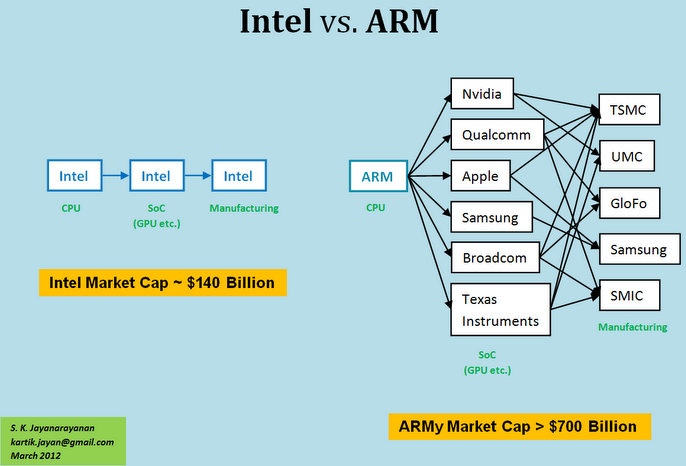 Intel vs. ARM
Intel
Intel
Intel
CPU
SoC
(GPU etc.)
Manufacturing
Intel Market Cap ~ $140 Billion
ARM
CPU
Nvidia
Qualcomm
Apple
Samsung
Broadcom
Texas
Instruments
SoC
(GPU etc.)
TSMC
UMC
GloFo
Samsung
SMIC
Manufacturing
ARMy Market Cap > $700 Billion
S. K. Jayanarayanan
kartik.jayan@gmail.com
March 2012